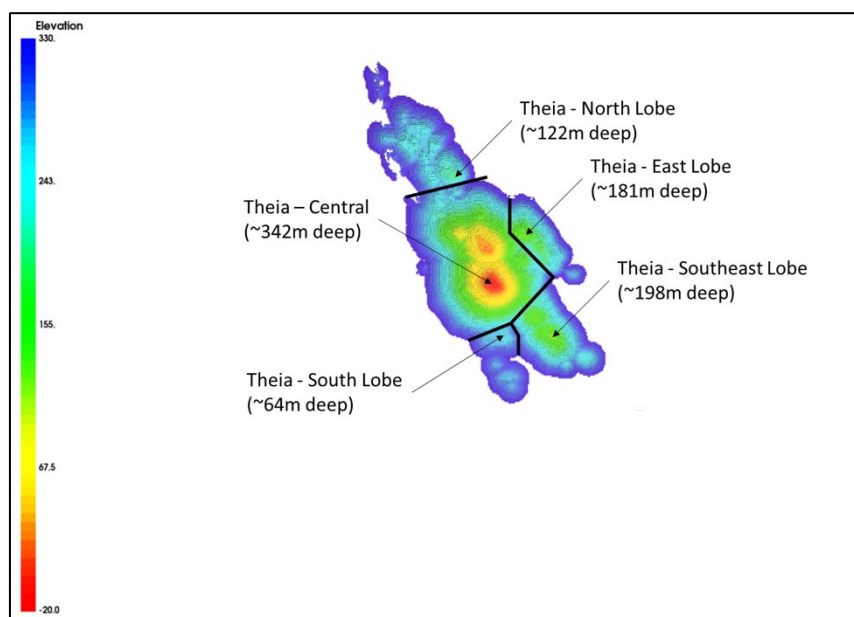 Elevation
330.
243.
155.
67.5
-20.0
Theia - North Lobe
(~122m deep)
Theia - East Lobe
(~181m deep)
Theia – Central
(~342m deep)
Theia - Southeast Lobe
(~198m deep)
Theia - South Lobe
(~64m deep)